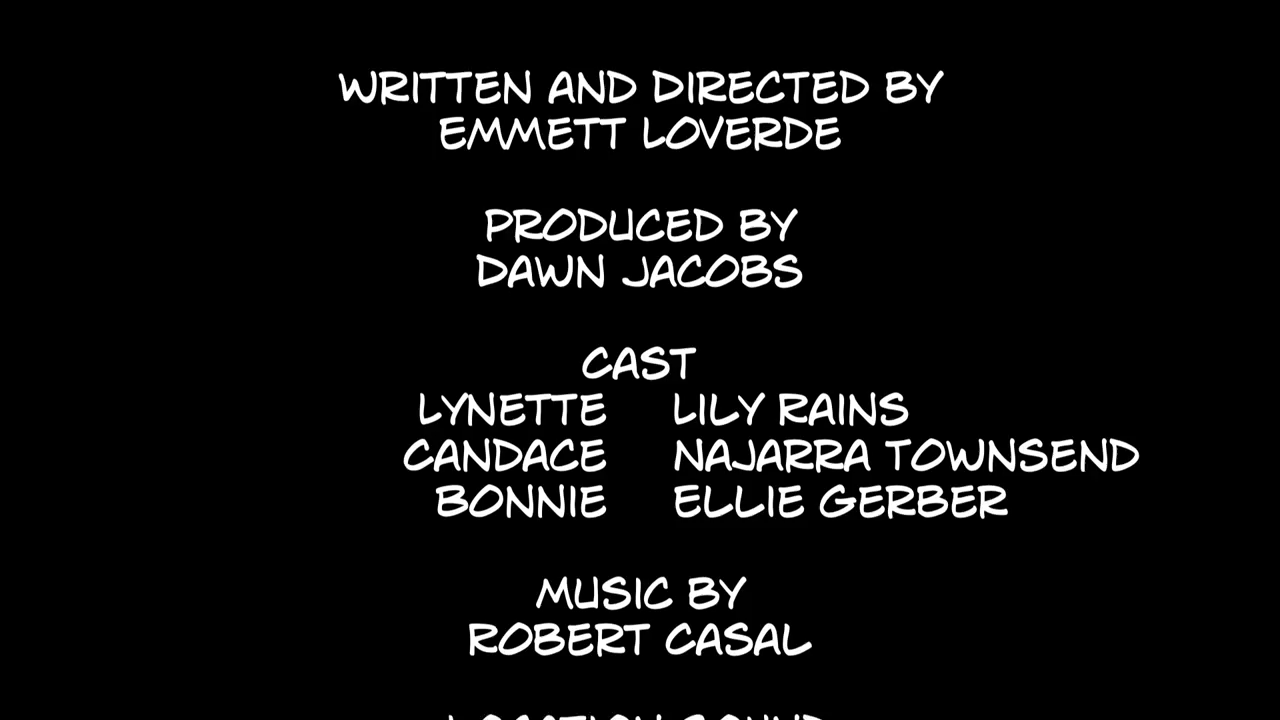 WRITTEN AND DIRECTED BY
EMMETT LOVERDE
PRODUCED BY
DAWN JACOBS
CAST
LYNETTE LILY RAINS
CANDACE NAJARRA TOWNSEND
BONNIE ELLIE GERBER
MUSIC BY
ROBERT CASAL